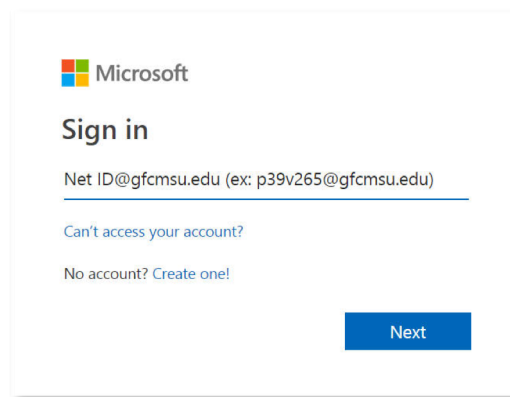 Microsoft
Sign in
Net ID@gfcmsu.edu (ex: p39v265@gfcmsu.edu)
Can't access your account?
No account? Create one!
Next